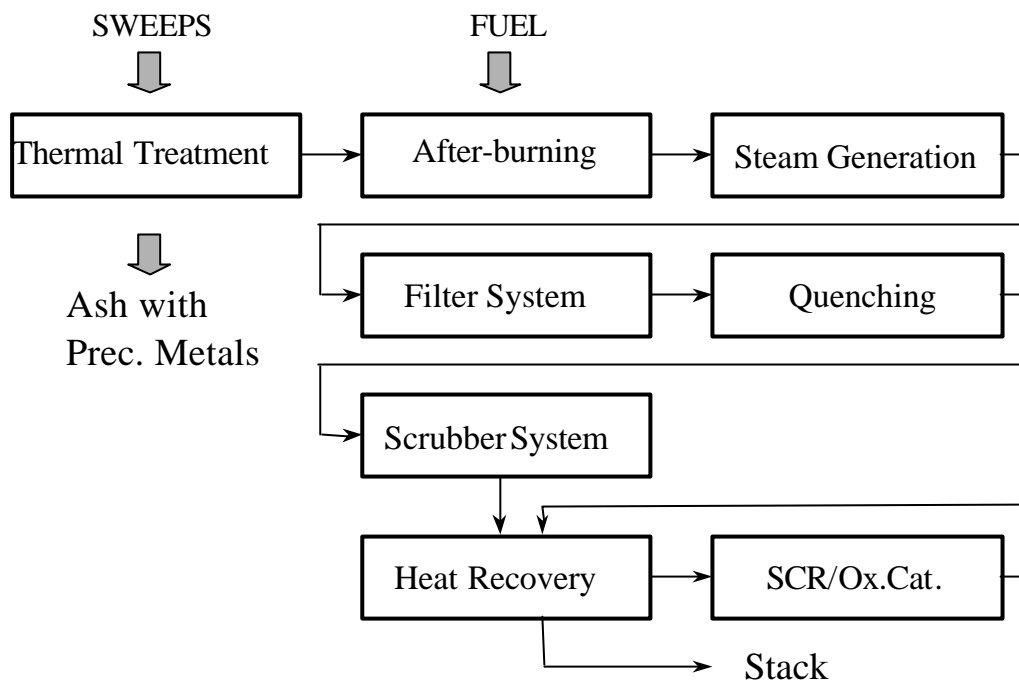 SWEEPS
FUEL
Thermal Treatment
After-burning
Steam Generation
Ash with
Prec. Metals
Filter System
Quenching
Scrubber System
Heat Recovery
SCR/Ox.Cat.
Stack